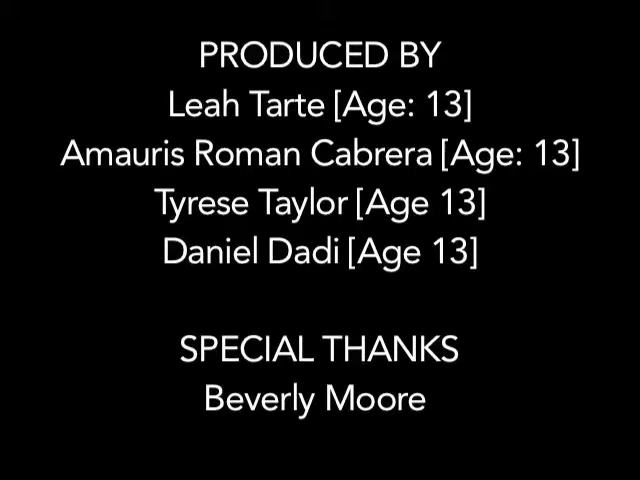 PRODUCED BY
Leah Tarte [Age: 13]
Amauris Roman Cabrera [Age: 13]
Tyrese Taylor [Age 13]
Daniel Dadi [Age 13]
SPECIAL THANKS
Beverly Moore